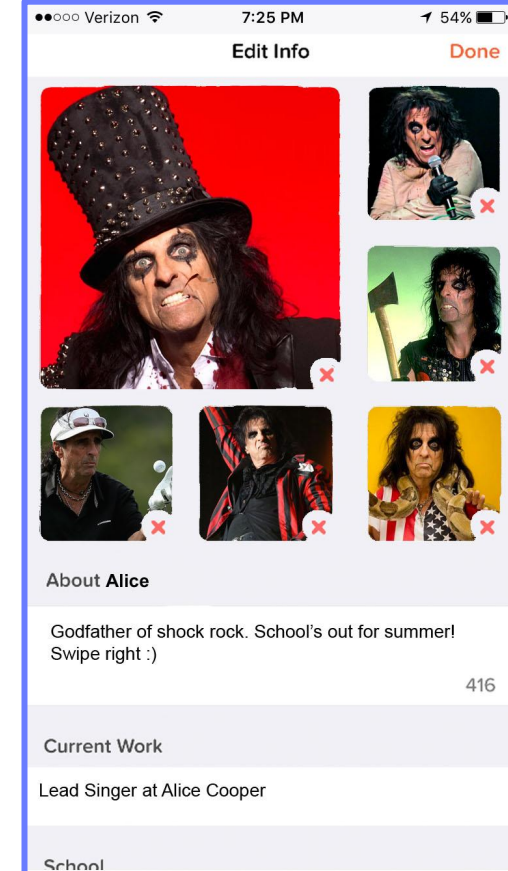 Verizon 7:25 PM 54%
Edit Info Done
About Alice
Godfather of shock rock. School's out for summer!
Swipe right :)
416
Current Work
Lead Singer at Alice Cooper
School